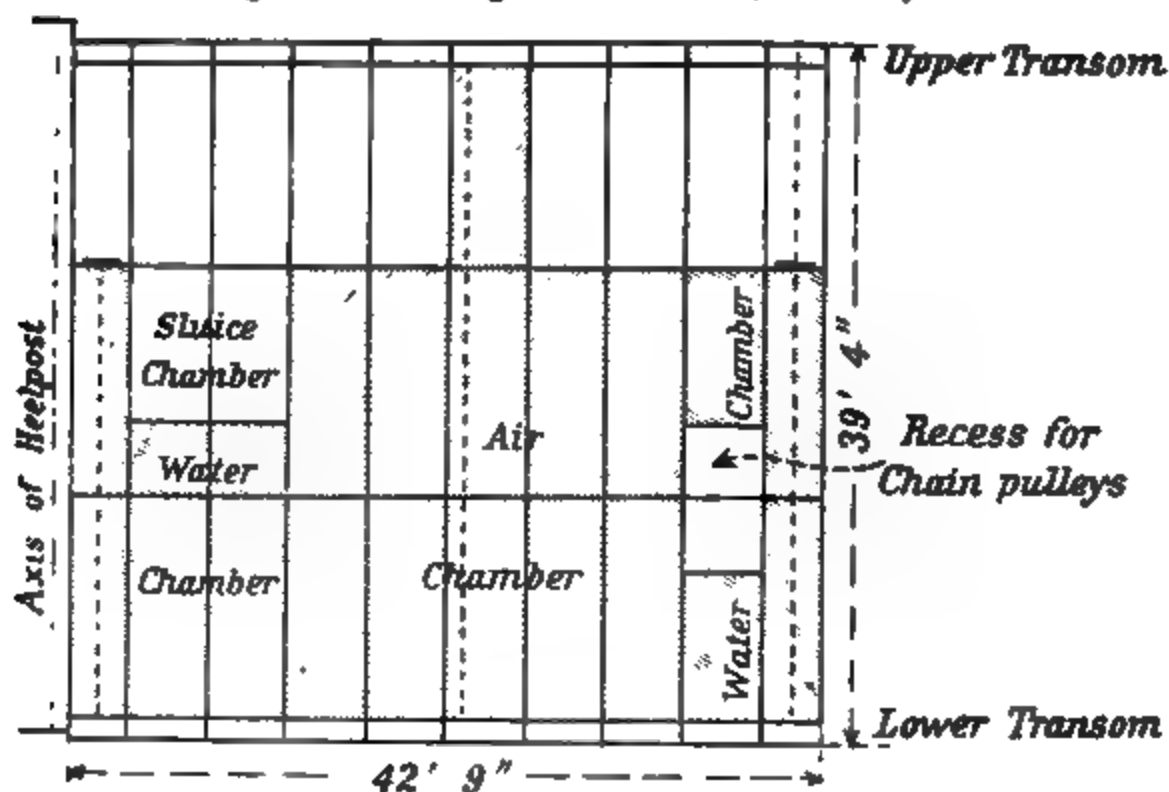 Upper Transom
Sluice
Chamber
Chamber
Axis of Heelpost
39' 4"
Air
Recess for
Chain pulleys
Water
Chamber
Chamber
Water
Lower Transom
42' 9"